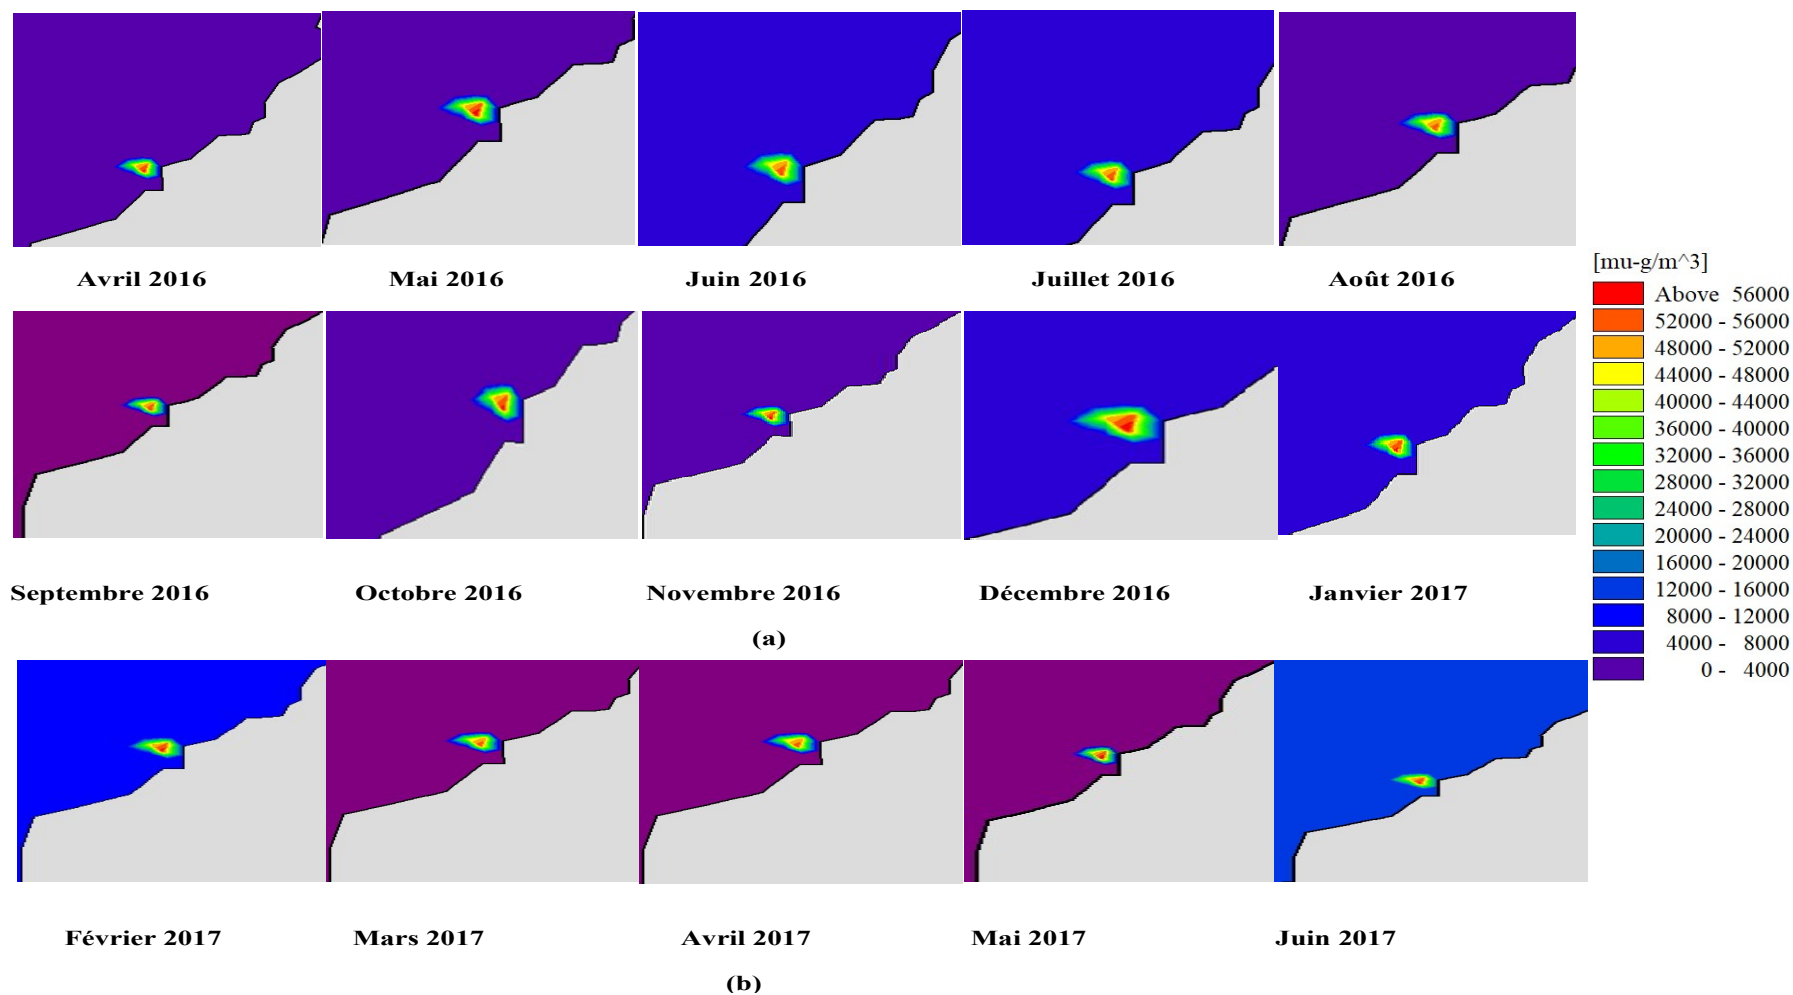 Avril 2016
Mai 2016
Juin 2016
Juillet 2016
Août 2016
[mu-g/m^3]
Above 56000
52000 - 56000
48000 - 52000
44000 - 48000
40000 - 44000
36000 - 40000
32000 - 36000
28000 - 32000
24000 - 28000
20000 - 24000
16000 - 20000
12000 - 16000
8000 - 12000
4000 - 8000
0 - 4000
Septembre 2016
Octobre 2016
Novembre 2016
Décembre 2016
Janvier 2017
(a)
Février 2017
Mars 2017
Avril 2017
Mai 2017
Juin 2017
(b)